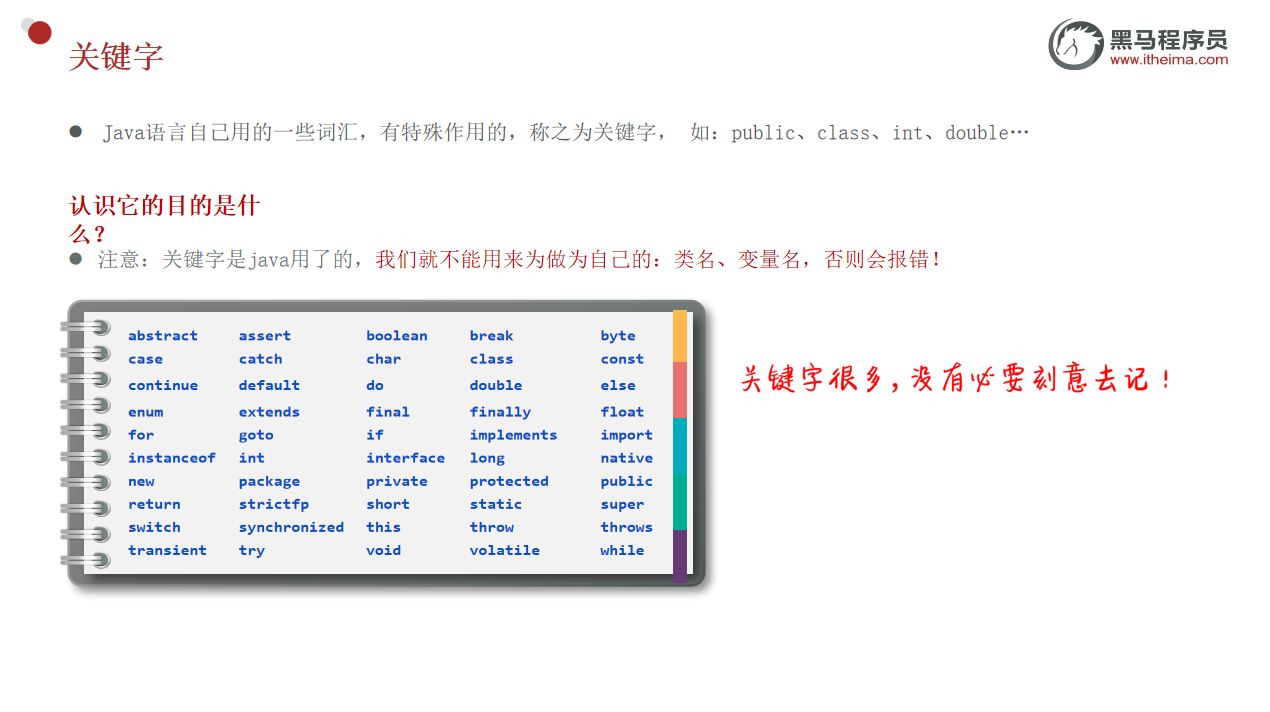 关键字
黑马程序员
www.itheima.com
● Java语言自己用的一些词汇，有特殊作用的，称之为关键字， 如：public、class、int、double…
认识它的目的是什
么？
● 注意：关键字是java用了的，我们就不能用来为做为自己的：类名、变量名，否则会报错！
abstract assert boolean break byte
case catch char class const
continue default do double else
enum extends final finally float
for goto if implements import
instanceof int interface long native
new package private protected public
return strictfp short static super
switch synchronized this throw throws
transient try void volatile while
关键字很多，没有必要刻意去记！